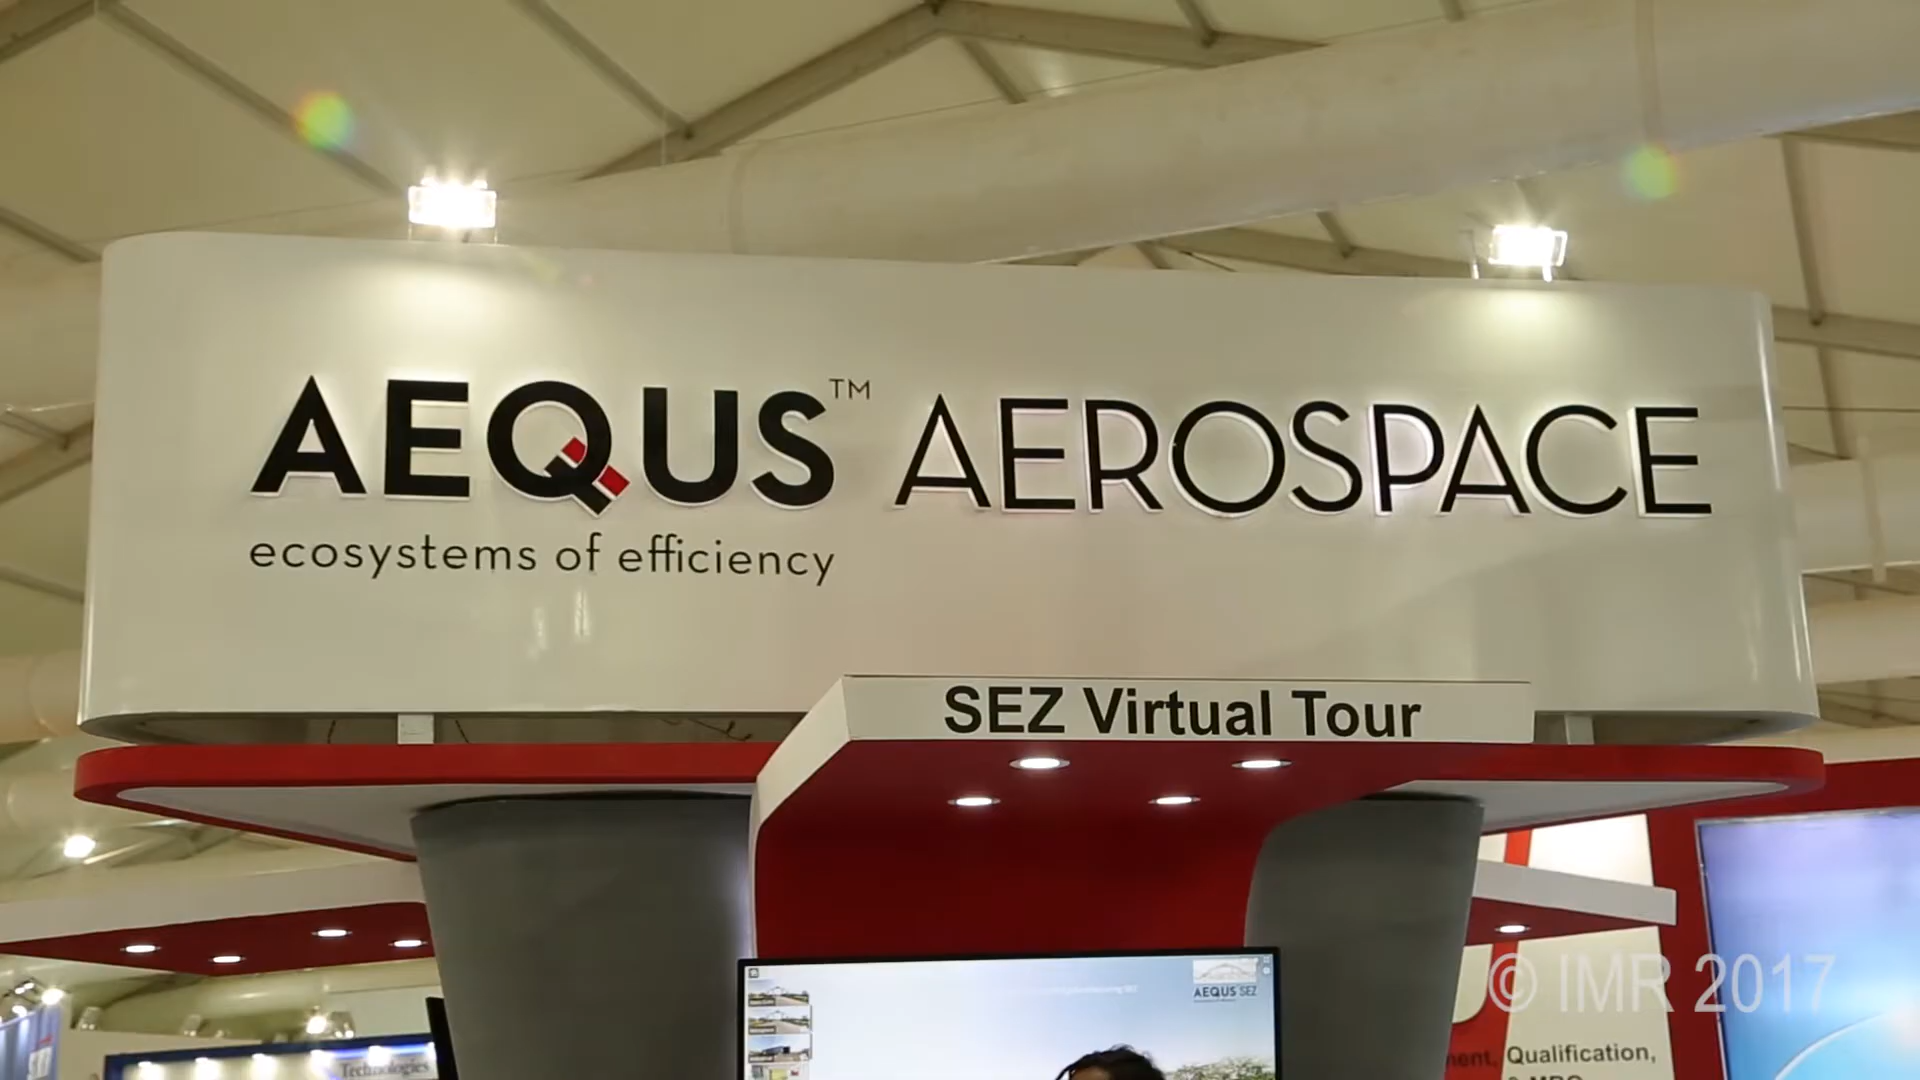 AEQUS™ AEROSPACE
ecosystems of efficiency
SEZ Virtual Tour
AEQUS SEZ
© IMR 2017
Qualification,
Technologies